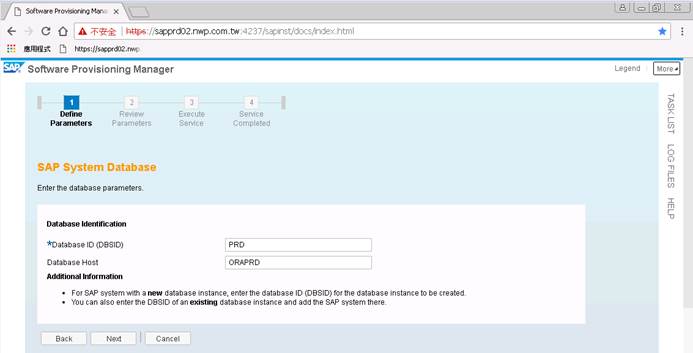 Software Provisioning Mana
不安全 https://sapprd02.nwp.com.tw:4237/sapinst/docs/index.html
應用程式 https://sapprd02.nwp.
SAP Software Provisioning Manager Legend More
1 2 3 4
Define Parameters Review Parameters Execute Service Service Completed
TASK LIST LOG FILES HELP
SAP System Database
Enter the database parameters.
Database Identification
*Database ID (DBSID) PRD
Database Host ORAPRD
Additional Information
• For SAP system with a new database instance, enter the database ID (DBSID) for the database instance to be created.
• You can also enter the DBSID of an existing database instance and add the SAP system there.
Back Next Cancel